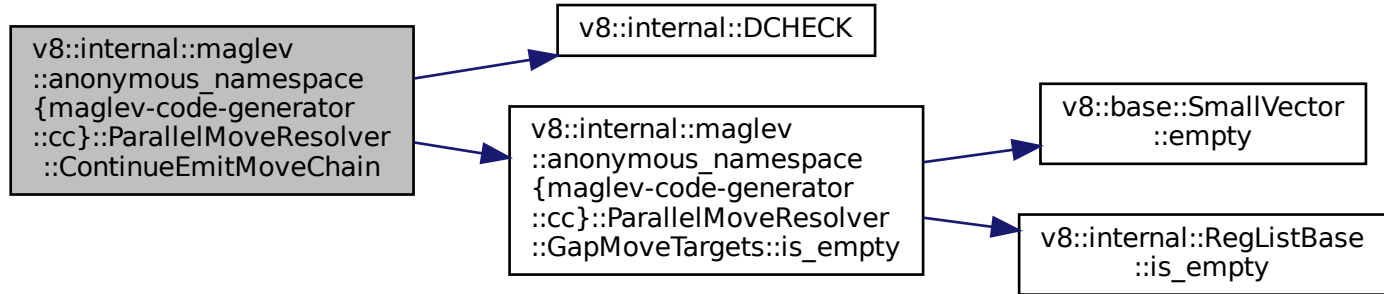 v8::internal::maglev
::anonymous_namespace
{maglev-code-generator
::cc}::ParallelMoveResolver
::ContinueEmitMoveChain
v8::internal::DCHECK
v8::internal::maglev
::anonymous_namespace
{maglev-code-generator
::cc}::ParallelMoveResolver
::GapMoveTargets::is_empty
v8::base::SmallVector
::empty
v8::internal::RegListBase
::is_empty